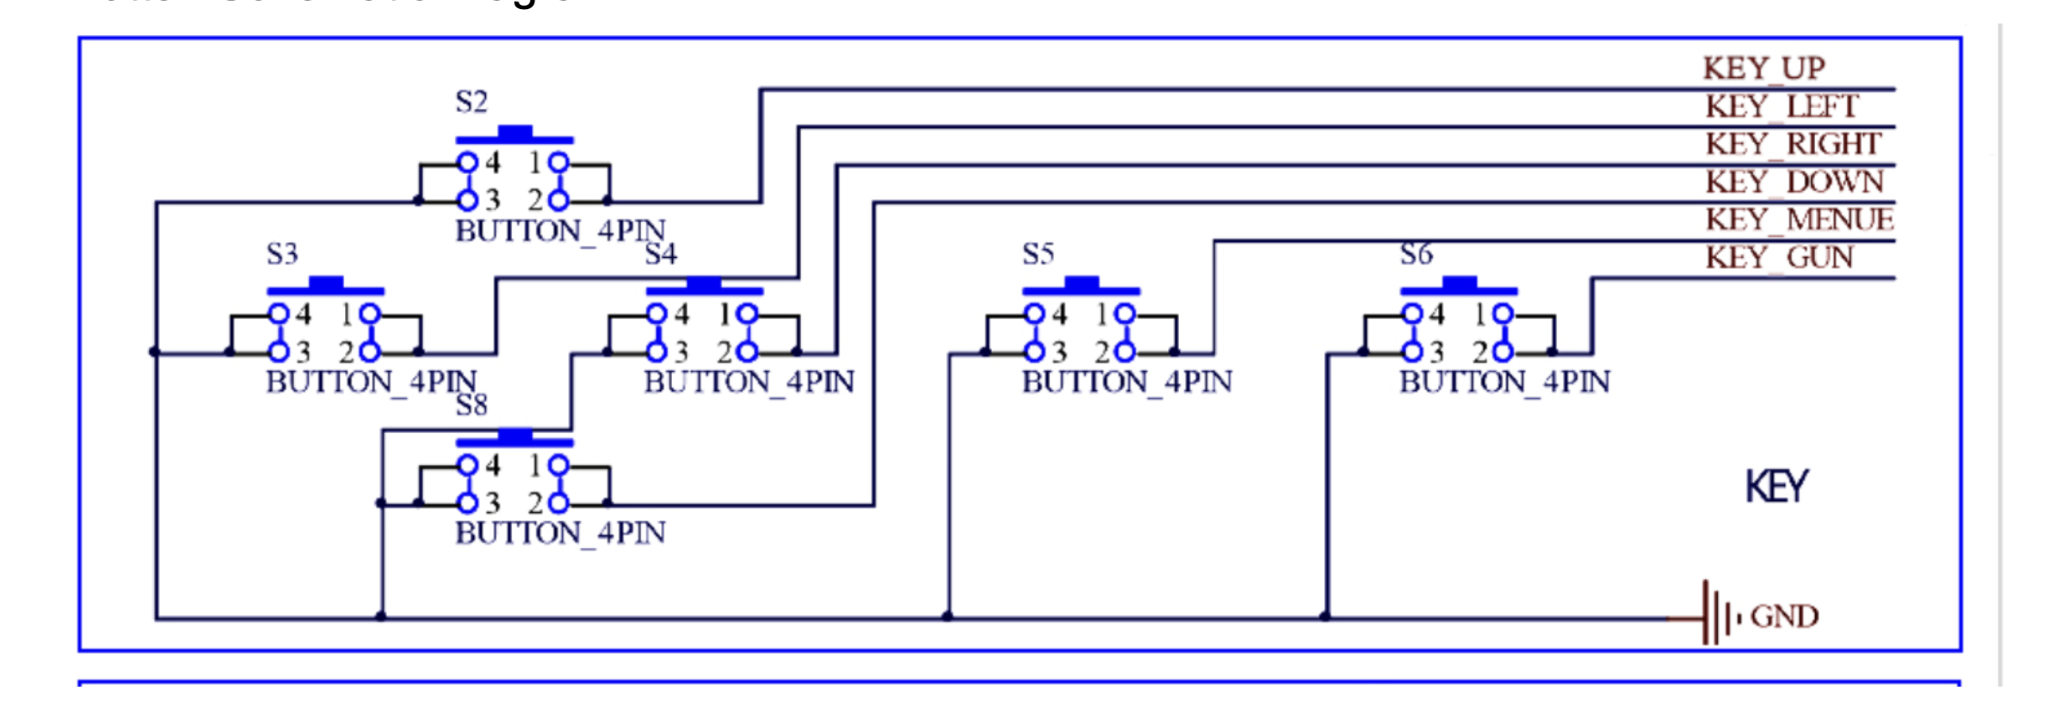 KEY_UP
S2
KEY_LEFT
4 1
KEY_RIGHT
3 2
KEY_DOWN
BUTTON_4PIN
KEY_MENUE
S3
S4
S5
S6
KEY_GUN
4 1
4 1
4 1
4 1
3 2
3 2
3 2
3 2
BUTTON_4PIN
BUTTON_4PIN
BUTTON_4PIN
BUTTON_4PIN
S8
4 1
KEY
3 2
BUTTON_4PIN
GND